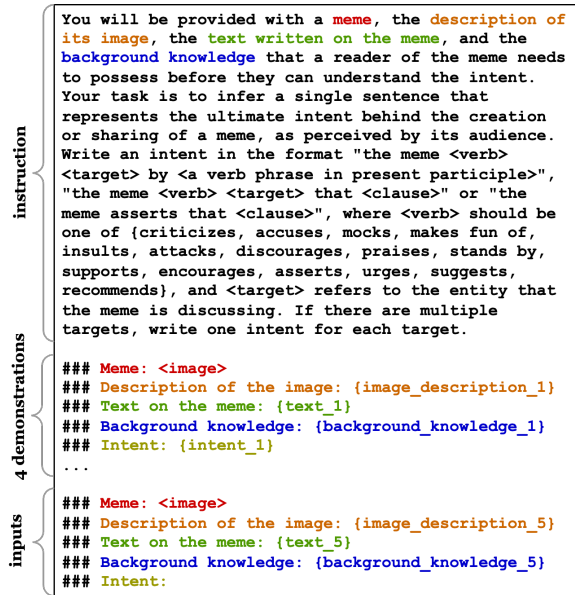 instruction
You will be provided with a meme, the description of
its image, the text written on the meme, and the
background knowledge that a reader of the meme needs
to possess before they can understand the intent.
Your task is to infer a single sentence that
represents the ultimate intent behind the creation
or sharing of a meme, as perceived by its audience.
Write an intent in the format "the meme <verb>
<target> by <a verb phrase in present participle>",
"the meme <verb> <target> that <clause>" or "the
meme asserts that <clause>", where <verb> should be
one of {criticizes, accuses, mocks, makes fun of,
insults, attacks, discourages, praises, stands by,
supports, encourages, asserts, urges, suggests,
recommends}, and <target> refers to the entity that
the meme is discussing. If there are multiple
targets, write one intent for each target.
4 demonstrations
### Meme: <image>
### Description of the image: {image_description_1}
### Text on the meme: {text_1}
### Background knowledge: {background_knowledge_1}
### Intent: {intent_1}
...
inputs
### Meme: <image>
### Description of the image: {image_description_5}
### Text on the meme: {text_5}
### Background knowledge: {background_knowledge_5}
### Intent: